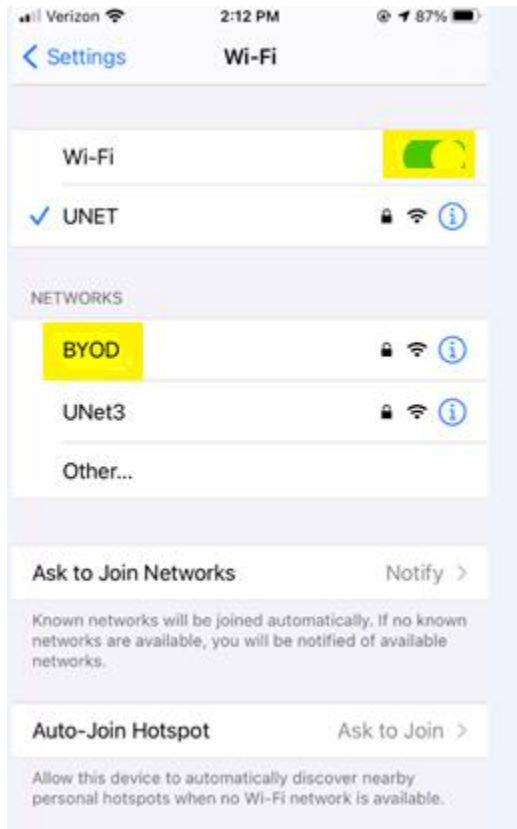 Verizon 2:12 PM 87%
Settings Wi-Fi
Wi-Fi
UNET
NETWORKS
BYOD
UNet3
Other...
Ask to Join Networks Notify
Known networks will be joined automatically. If no known
networks are available, you will be notified of available
networks.
Auto-Join Hotspot Ask to Join
Allow this device to automatically discover nearby
personal hotspots when no Wi-Fi network is available.